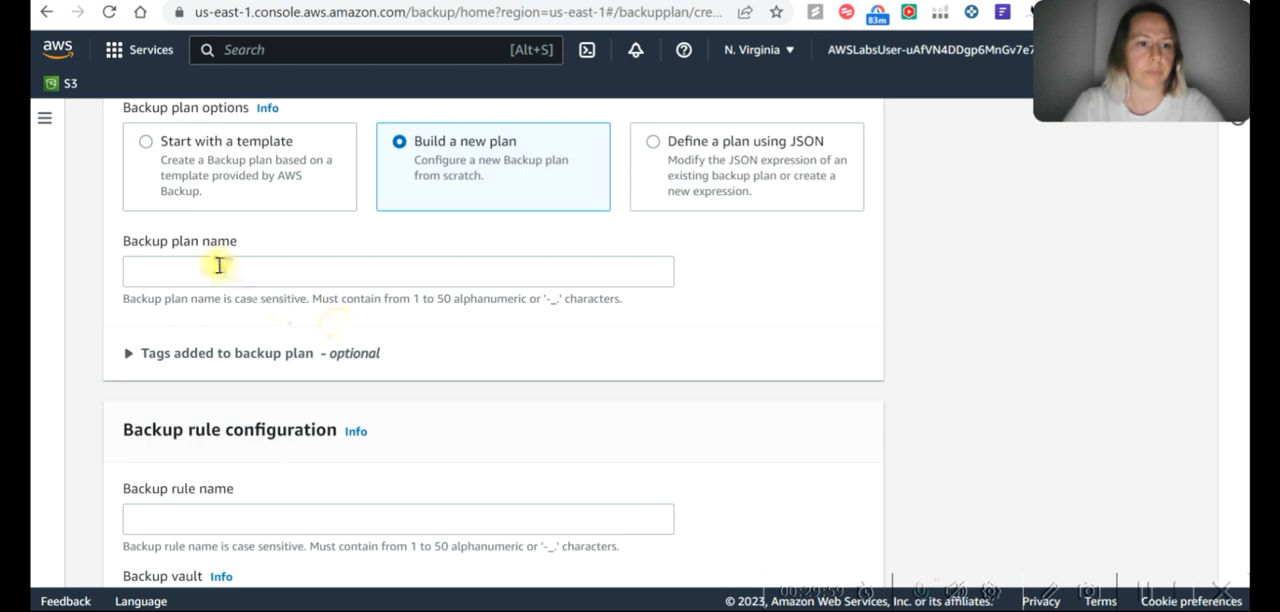 us-east-1.console.aws.amazon.com/backup/home?region=us-east-1#/backupplan/cre...
83m
aws
Services
Search
[Alt+S]
N. Virginia
AWSLabsUser-uAfVN4DDgp6MnGv7e7
S3
Backup plan options Info
Start with a template
Create a Backup plan based on a
template provided by AWS
Backup.
Build a new plan
Configure a new Backup plan
from scratch.
Define a plan using JSON
Modify the JSON expression of an
existing backup plan or create a
new expression.
Backup plan name
Backup plan name is case sensitive. Must contain from 1 to 50 alphanumeric or '-_.' characters.
Tags added to backup plan - optional
Backup rule configuration Info
Backup rule name
Backup rule name is case sensitive. Must contain from 1 to 50 alphanumeric or '-_.' characters.
Backup vault Info
00:29:59
Feedback
Language
© 2023, Amazon Web Services, Inc. or its affiliates.
Privacy
Terms
Cookie preferences